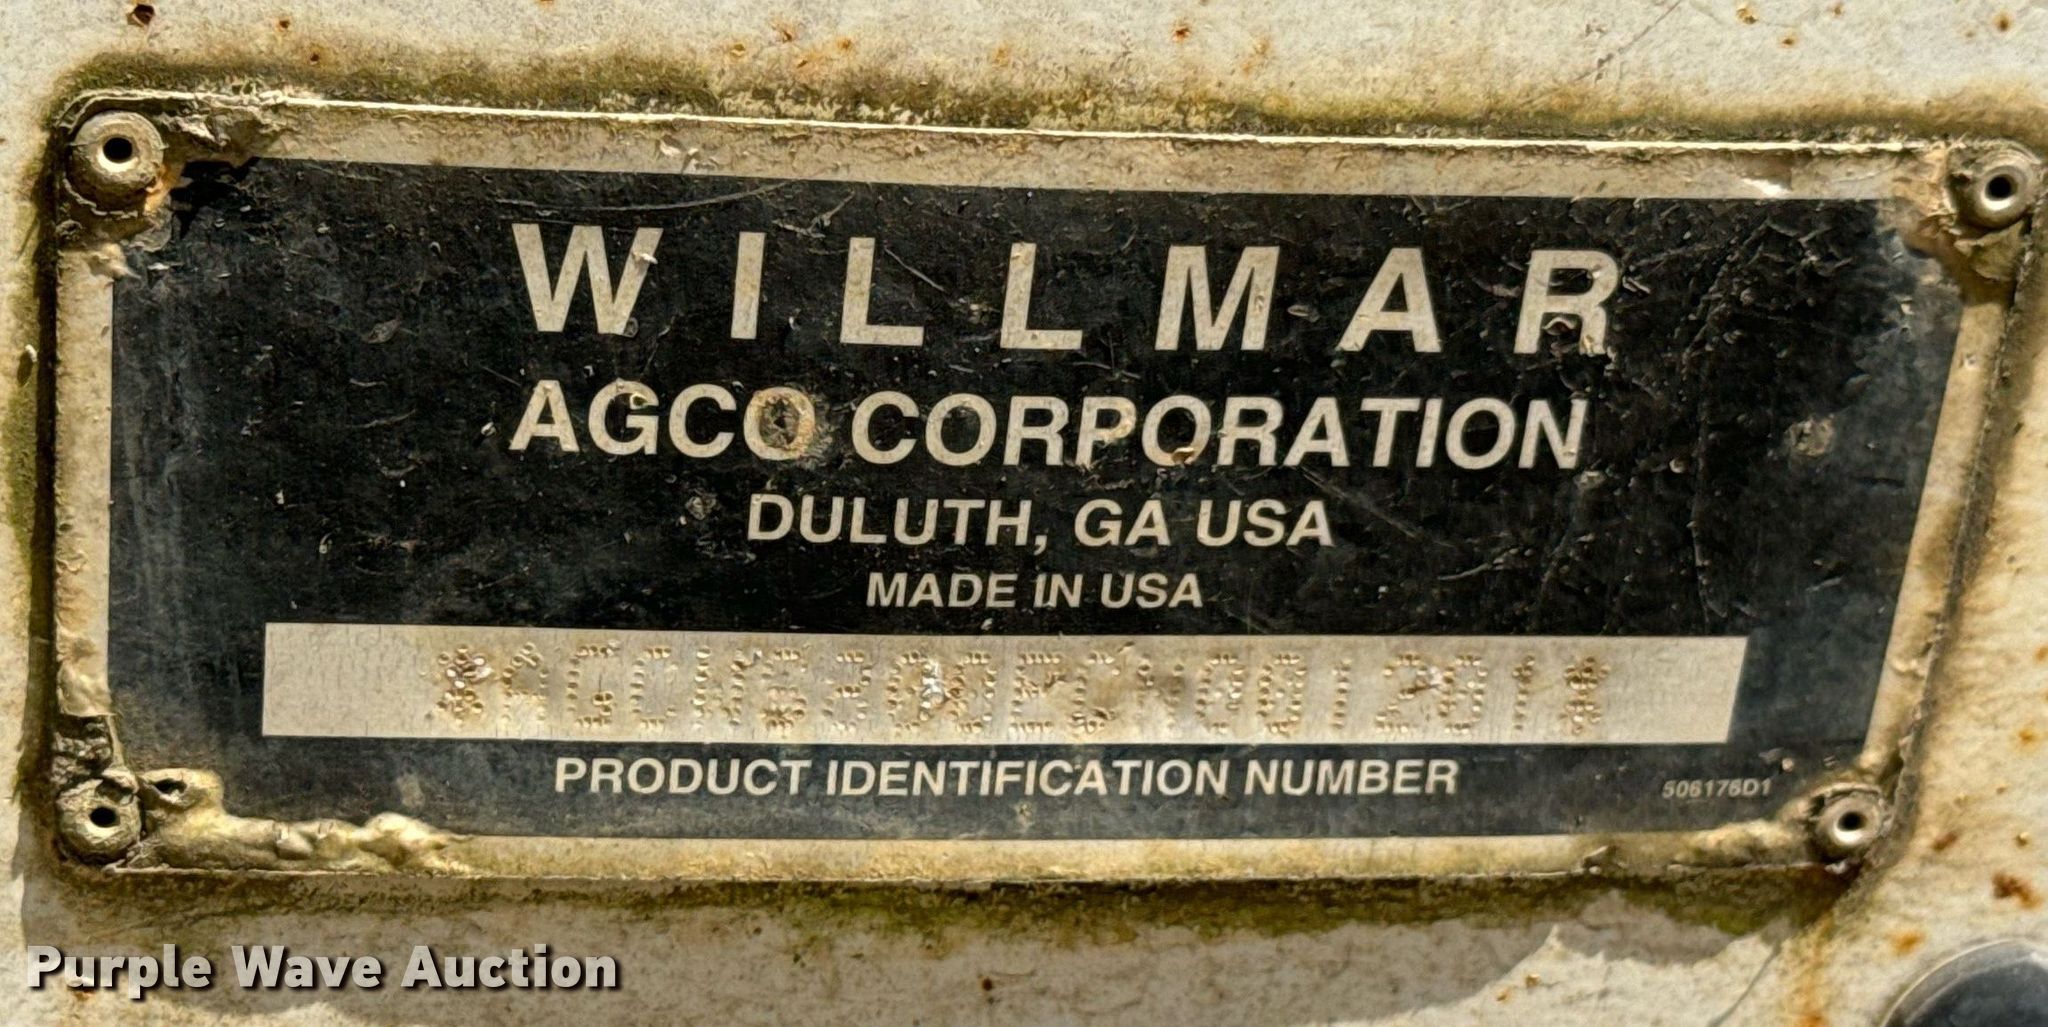 WILLMAR
AGCO CORPORATION
DULUTH, GA USA
MADE IN USA
PRODUCT IDENTIFICATION NUMBER
506176D1
Purple Wave Auction